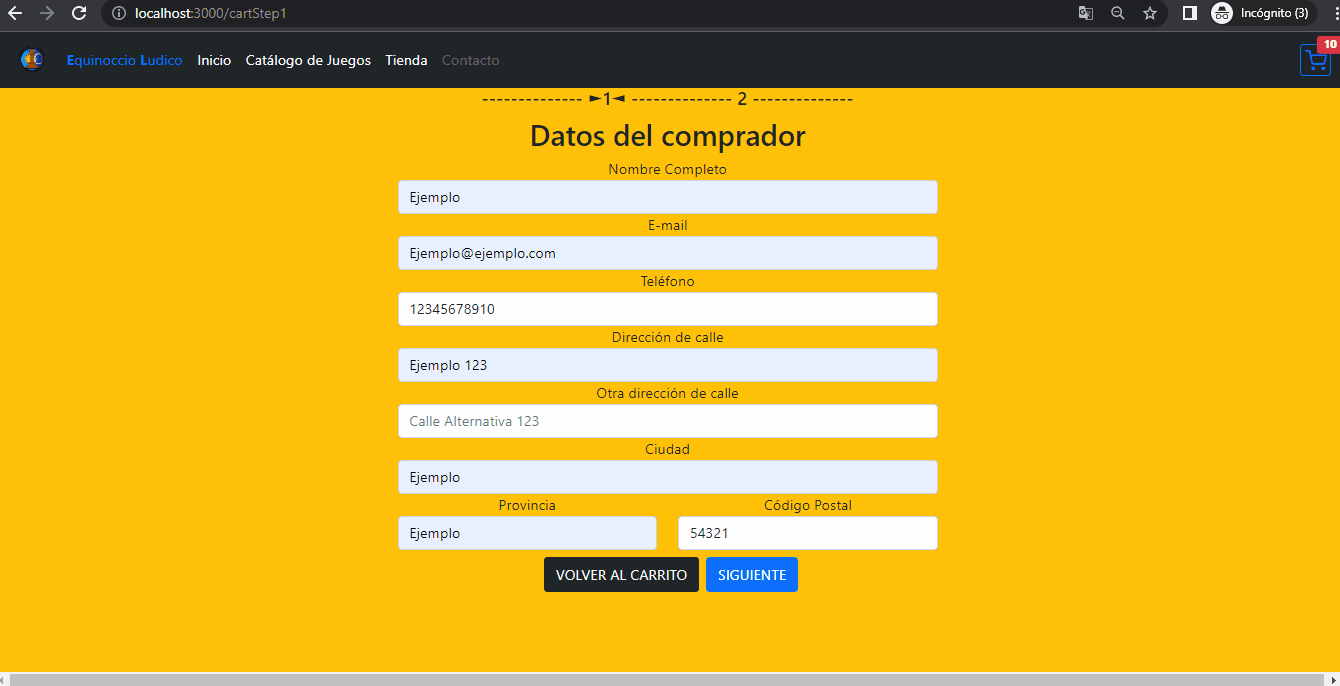 localhost:3000/cartStep1
Incógnito (3)
Equinoccio Ludico Inicio Catálogo de Juegos Tienda Contacto
10
-------------- ►1◄ -------------- 2 --------------
Datos del comprador
Nombre Completo
Ejemplo
E-mail
Ejemplo@ejemplo.com
Teléfono
12345678910
Dirección de calle
Ejemplo 123
Otra dirección de calle
Calle Alternativa 123
Ciudad
Ejemplo
Provincia
Ejemplo
Código Postal
54321
VOLVER AL CARRITO SIGUIENTE